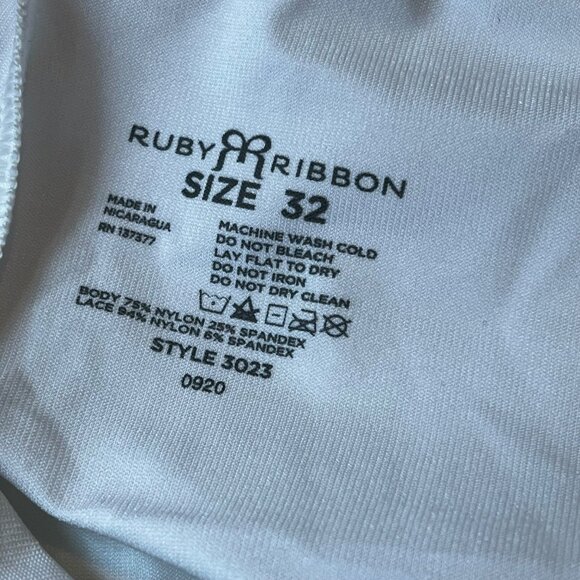 RUBY RIBBON
SIZE 32
MADE IN
NICARAGUA
RN 137377
MACHINE WASH COLD
DO NOT BLEACH
LAY FLAT TO DRY
DO NOT IRON
DO NOT DRY CLEAN
BODY 75% NYLON 25% SPANDEX
LACE 94% NYLON 6% SPANDEX
STYLE 3023
0920